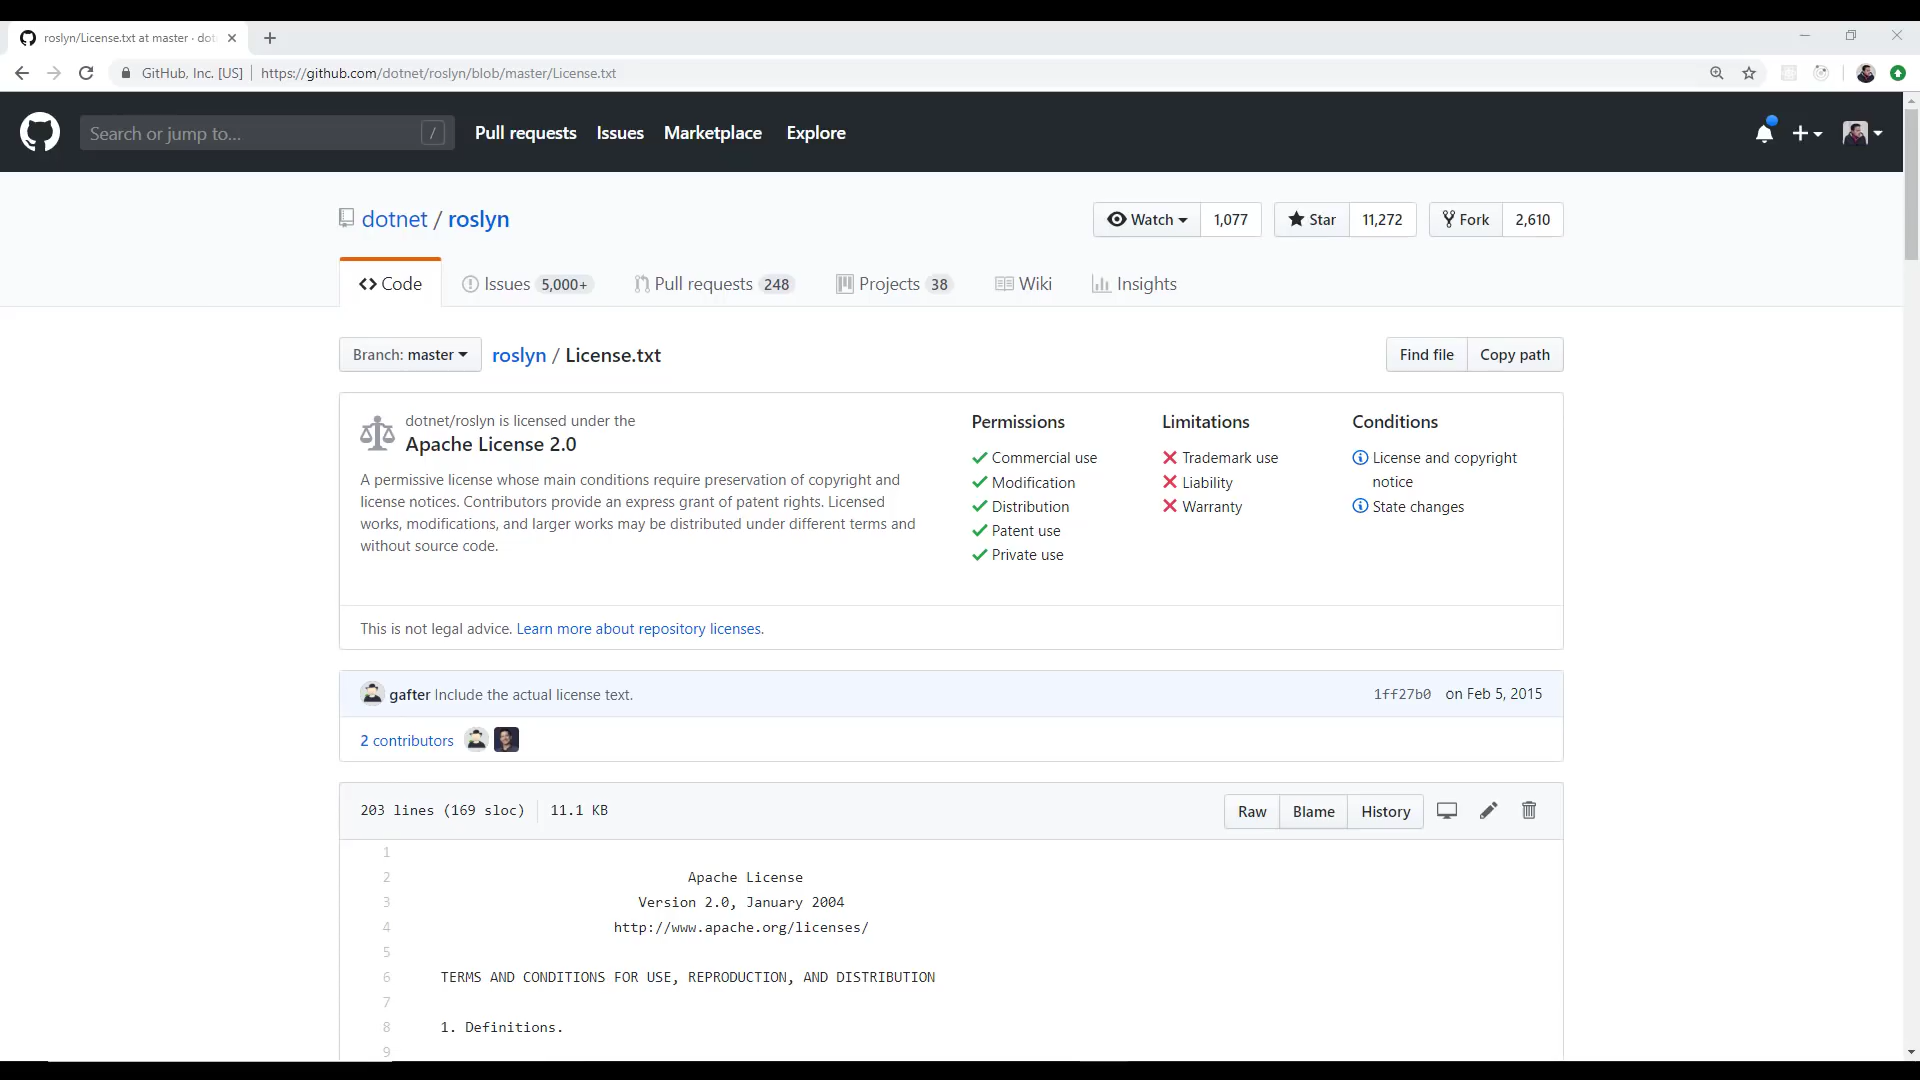 roslyn/License.txt at master · dot
GitHub, Inc. [US] https://github.com/dotnet/roslyn/blob/master/License.txt
Search or jump to... / Pull requests Issues Marketplace Explore
dotnet / roslyn Watch 1,077 Star 11,272 Fork 2,610
Code Issues 5,000+ Pull requests 248 Projects 38 Wiki Insights
Branch: master roslyn / License.txt Find file Copy path
dotnet/roslyn is licensed under the
Apache License 2.0
A permissive license whose main conditions require preservation of copyright and
license notices. Contributors provide an express grant of patent rights. Licensed
works, modifications, and larger works may be distributed under different terms and
without source code.
Permissions
Commercial use
Modification
Distribution
Patent use
Private use
Limitations
Trademark use
Liability
Warranty
Conditions
License and copyright
notice
State changes
This is not legal advice. Learn more about repository licenses.
gafter Include the actual license text. 1ff27b0 on Feb 5, 2015
2 contributors
203 lines (169 sloc) 11.1 KB Raw Blame History
1
2 Apache License
3 Version 2.0, January 2004
4 http://www.apache.org/licenses/
5
6 TERMS AND CONDITIONS FOR USE, REPRODUCTION, AND DISTRIBUTION
7
8 1. Definitions.
9